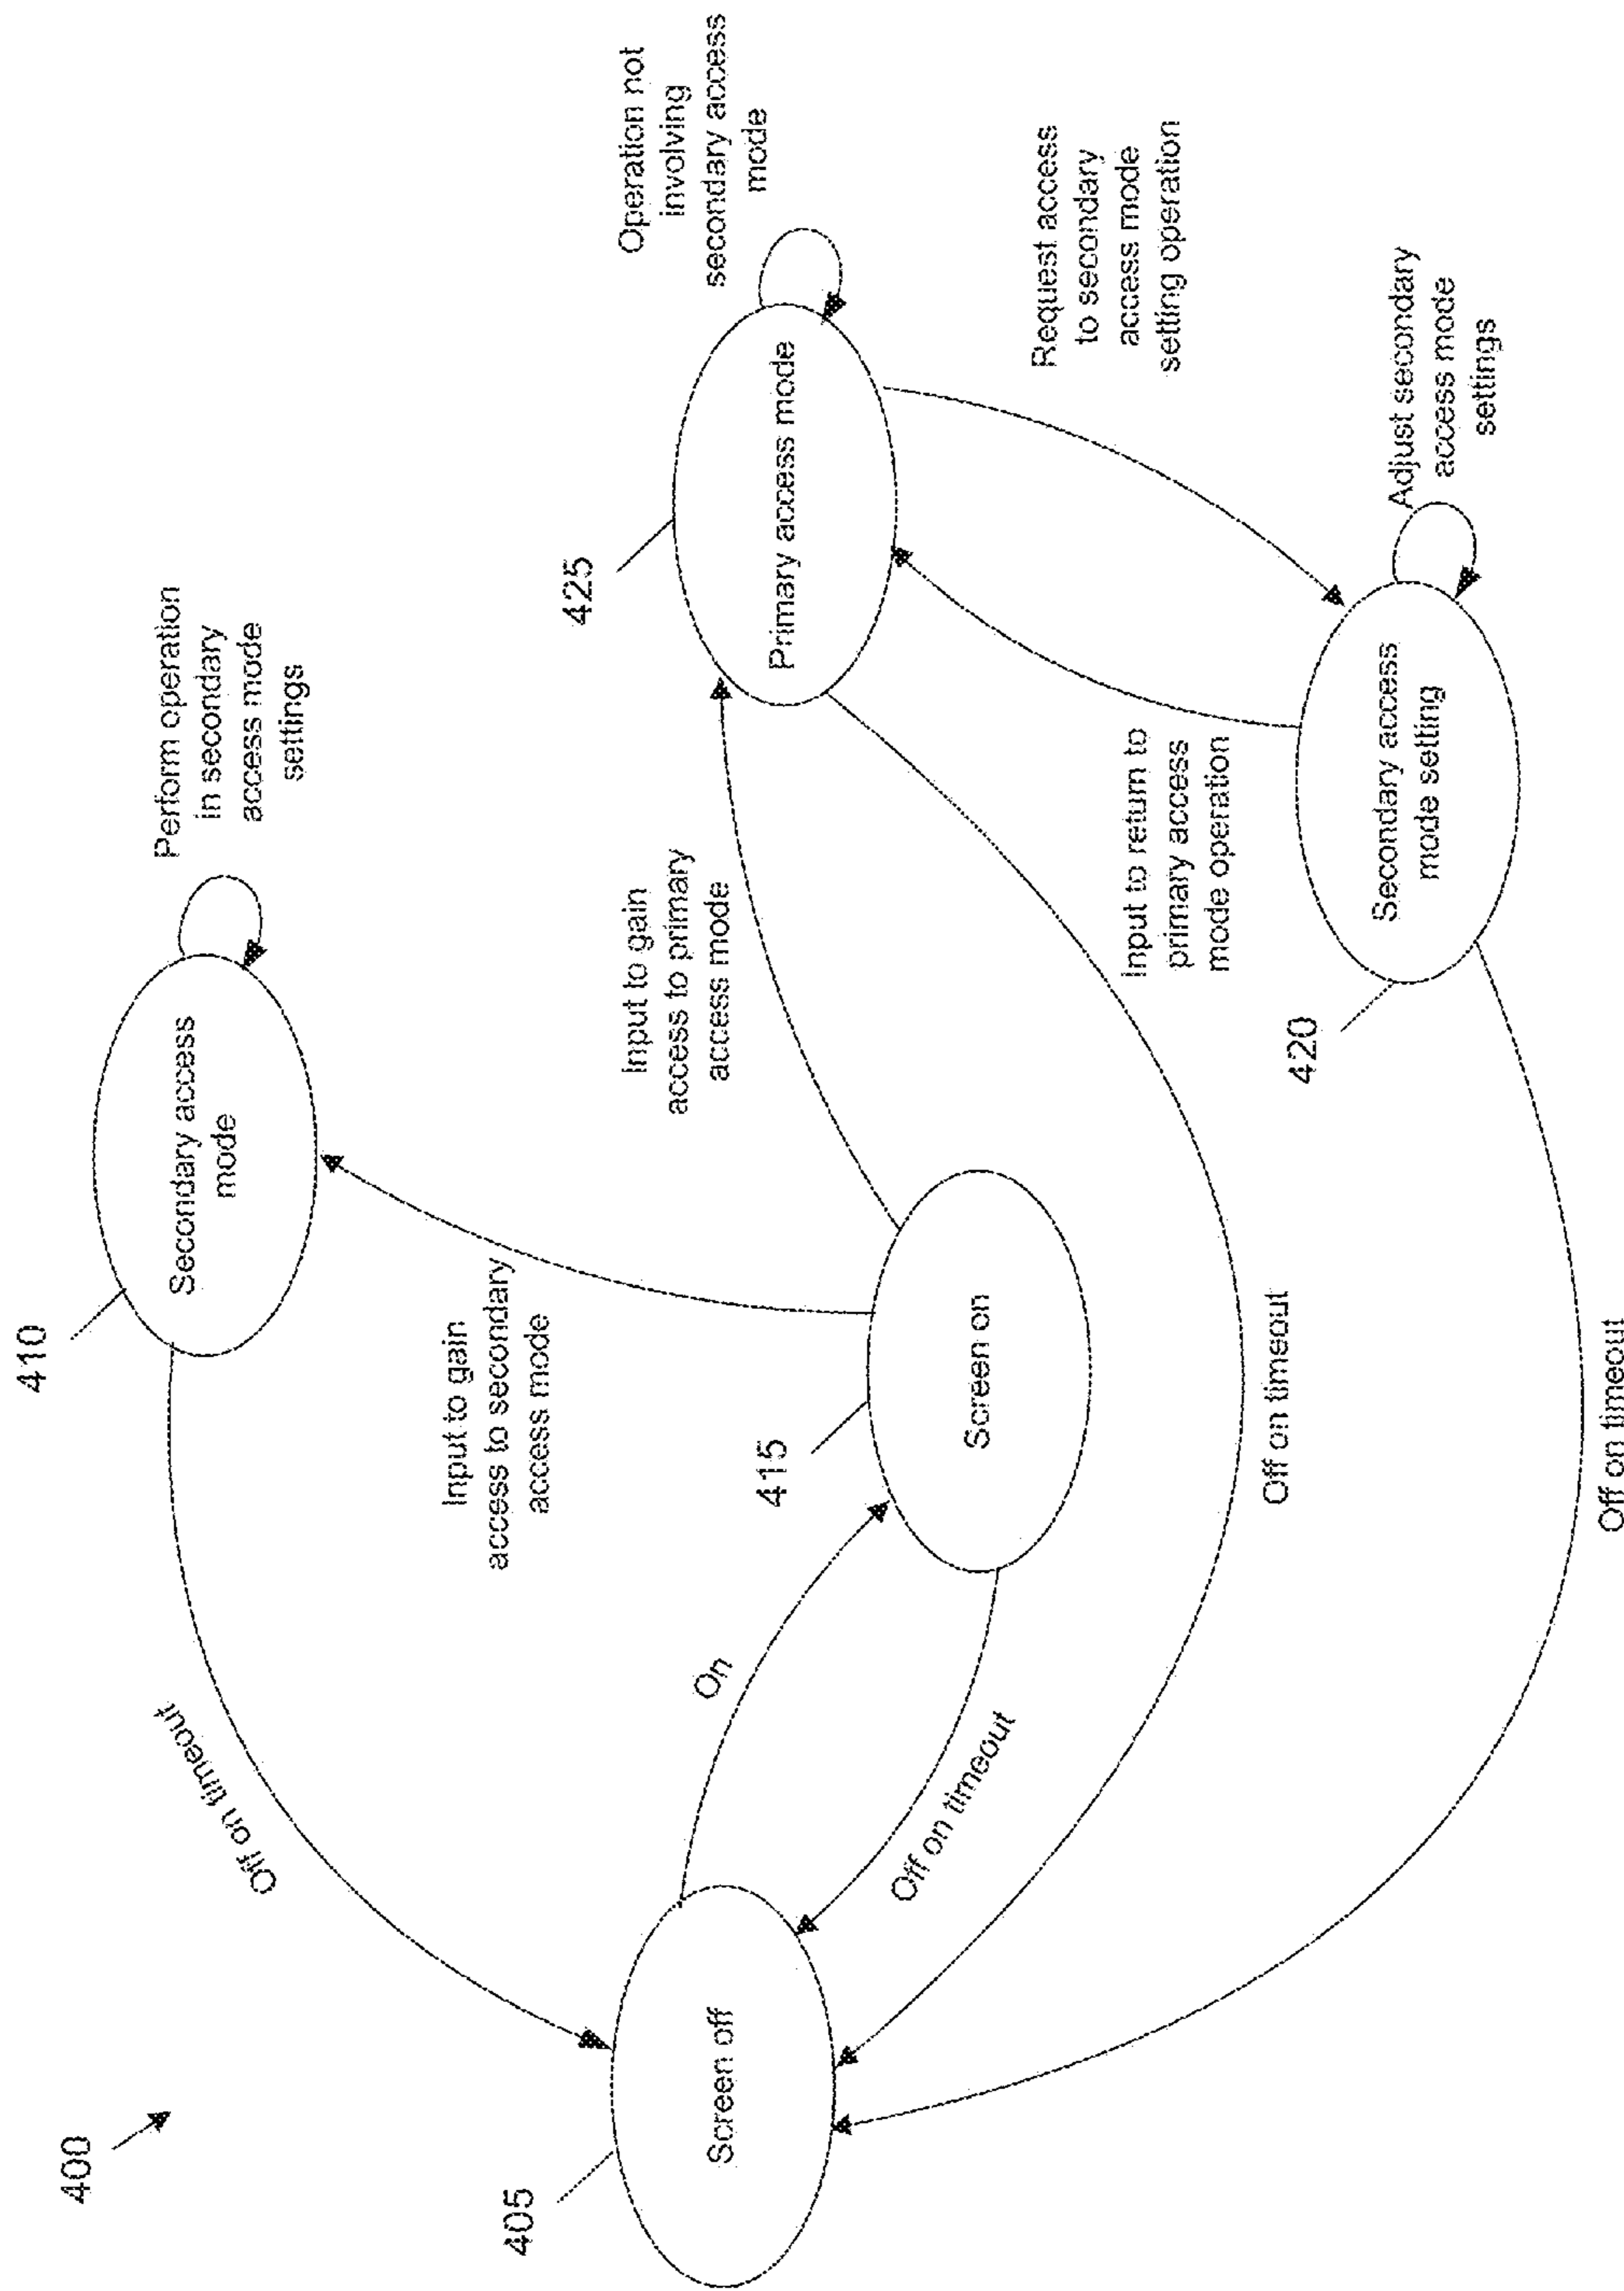 400
405
Screen off
Off on timeout
On
Off on timeout
410
Secondary access
mode
Perform operation
in secondary
access mode
settings
Input to gain
access to secondary
access mode
415
Screen on
Input to gain
access to primary
access mode
425
Primary access mode
Operation not
involving
secondary access
mode
Request access
to secondary
access mode
setting operation
Input to return to
primary access
mode operation
420
Secondary access
mode setting
Adjust secondary
access mode
settings
Off on timeout
Off on timeout